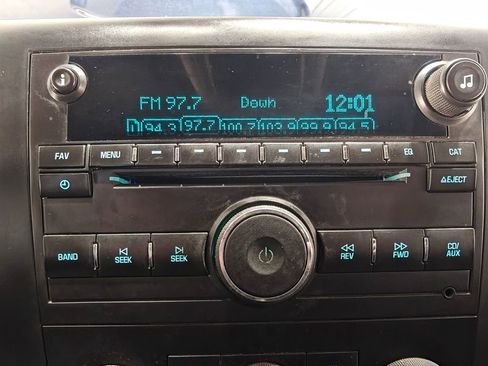 FM 97.7 Down 12:01
1 94.3 97.7 100.7 103.9 99.9 94.5
FAV MENU EQ CAT
EJECT
BAND SEEK SEEK REV FWD CD/AUX